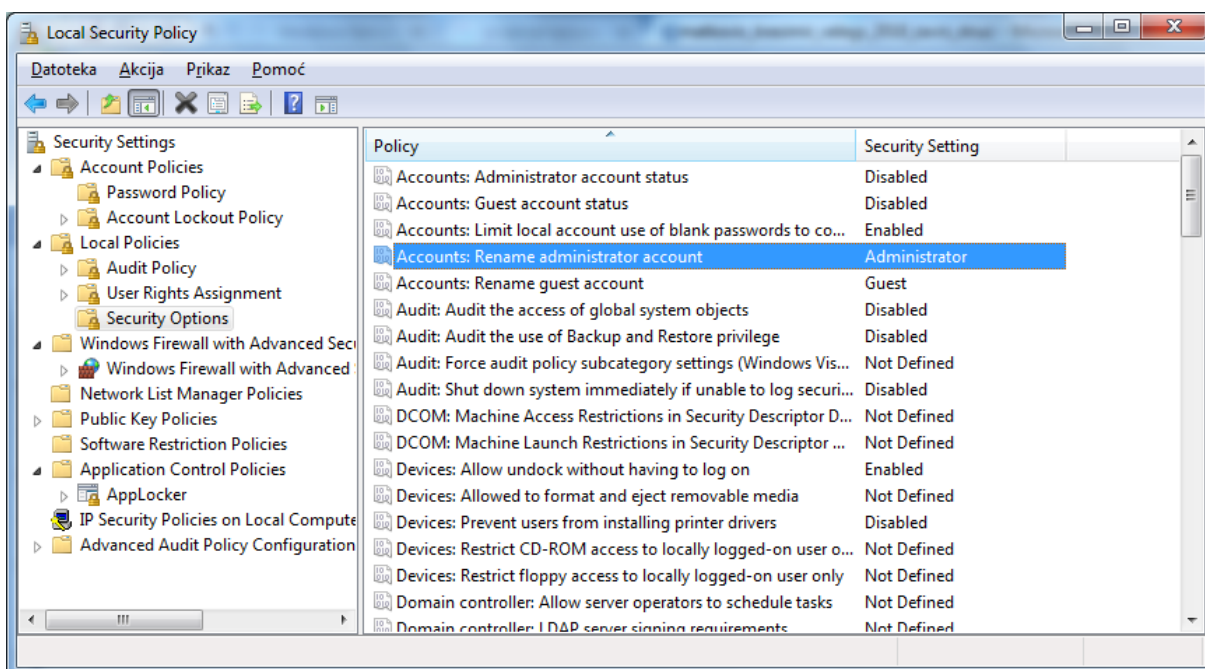 Local Security Policy
Datoteka Akcija Prikaz Pomoć
Security Settings
Account Policies
Password Policy
Account Lockout Policy
Local Policies
Audit Policy
User Rights Assignment
Security Options
Windows Firewall with Advanced Secu
Windows Firewall with Advanced
Network List Manager Policies
Public Key Policies
Software Restriction Policies
Application Control Policies
AppLocker
IP Security Policies on Local Compute
Advanced Audit Policy Configuration
Policy Security Setting
Accounts: Administrator account status Disabled
Accounts: Guest account status Disabled
Accounts: Limit local account use of blank passwords to co... Enabled
Accounts: Rename administrator account Administrator
Accounts: Rename guest account Guest
Audit: Audit the access of global system objects Disabled
Audit: Audit the use of Backup and Restore privilege Disabled
Audit: Force audit policy subcategory settings (Windows Vis... Not Defined
Audit: Shut down system immediately if unable to log securi... Disabled
DCOM: Machine Access Restrictions in Security Descriptor D... Not Defined
DCOM: Machine Launch Restrictions in Security Descriptor ... Not Defined
Devices: Allow undock without having to log on Enabled
Devices: Allowed to format and eject removable media Not Defined
Devices: Prevent users from installing printer drivers Disabled
Devices: Restrict CD-ROM access to locally logged-on user o... Not Defined
Devices: Restrict floppy access to locally logged-on user only Not Defined
Domain controller: Allow server operators to schedule tasks Not Defined
Domain controller: LDAP server signing requirements Not Defined